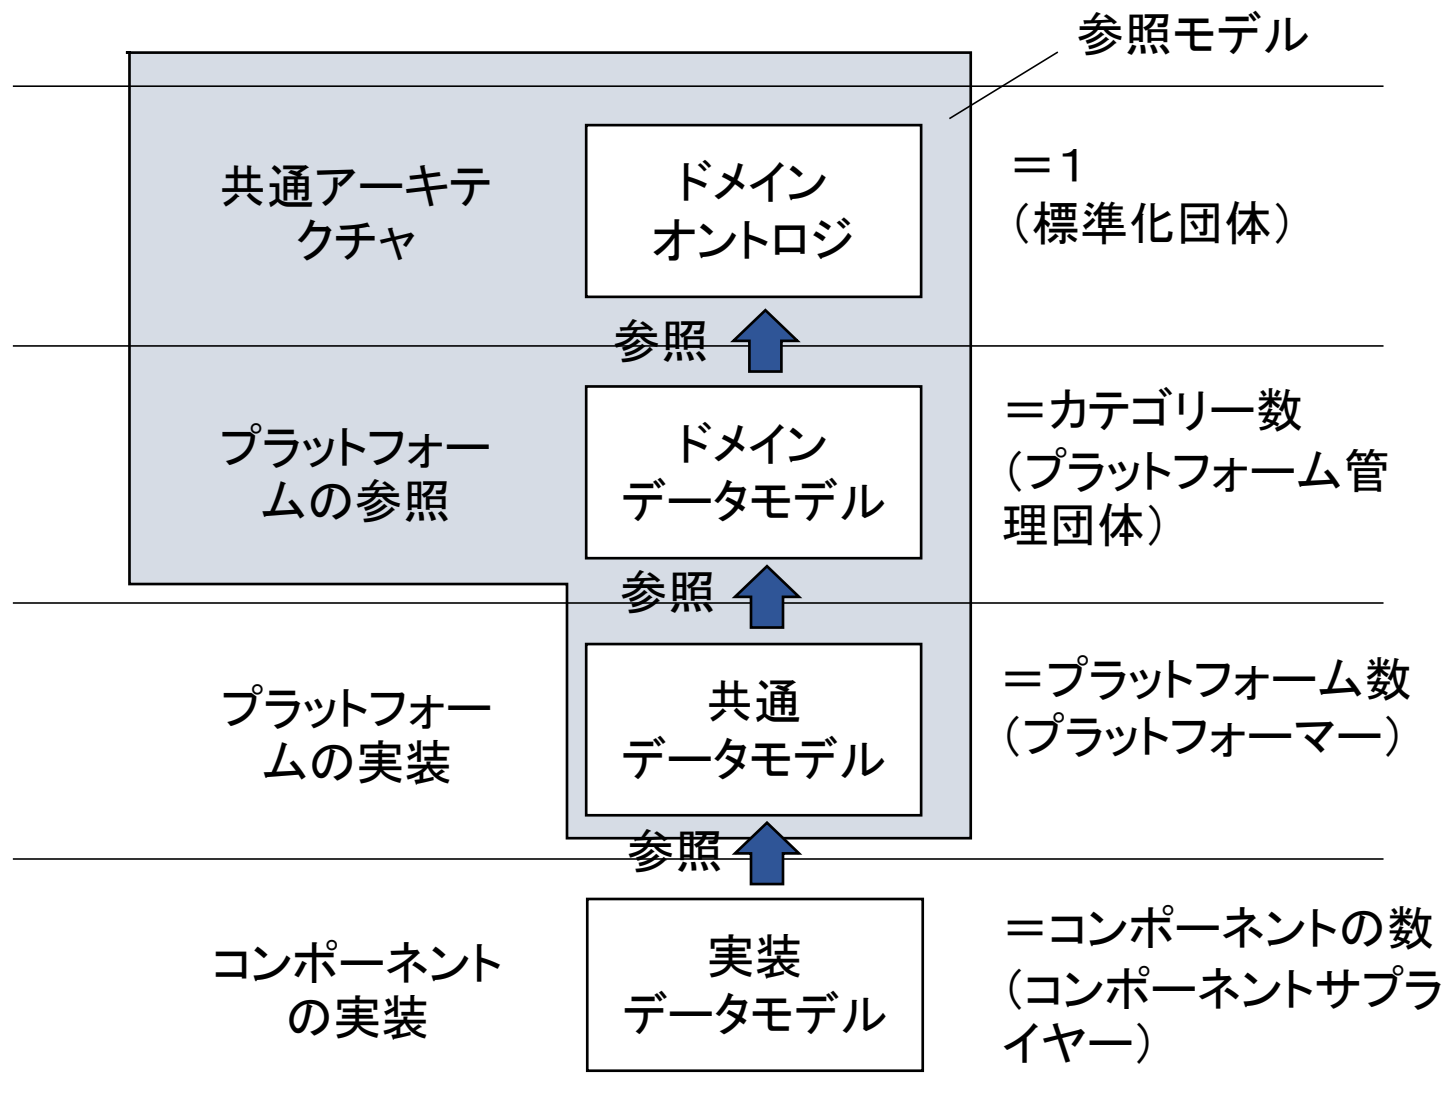 参照モデル
共通アーキテ
クチャ
ドメイン
オントロジ
＝１
（標準化団体）
参照
プラットフォー
ムの参照
ドメイン
データモデル
＝カテゴリー数
（プラットフォーム管
理団体）
参照
プラットフォー
ムの実装
共通
データモデル
＝プラットフォーム数
（プラットフォーマー）
参照
コンポーネント
の実装
実装
データモデル
＝コンポーネントの数
（コンポーネントサプラ
イヤー）